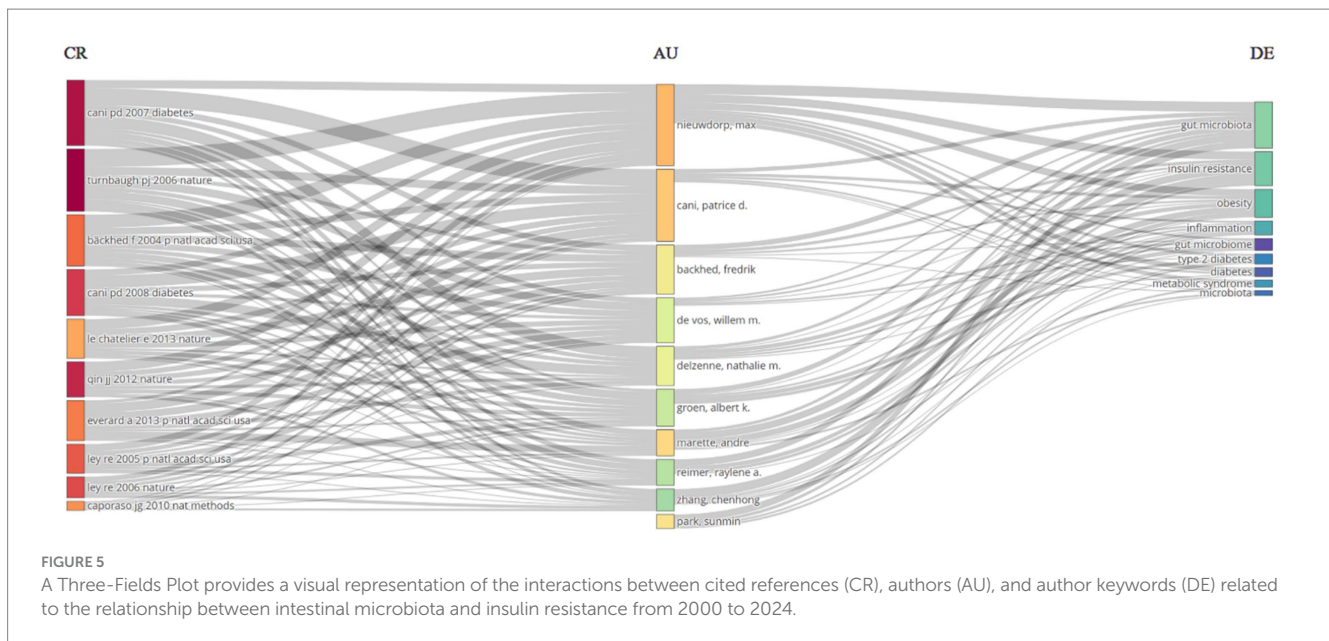 CR
AU
DE
cani pd 2007 diabetes
turnbaugh pj 2006 nature
backhed f 2004 p natl acad sci usa
cani pd 2008 diabetes
le chatelier e 2013 nature
qin jj 2012 nature
everard a 2013 p natl acad sci usa
ley re 2005 p natl acad sci usa
ley re 2006 nature
caporaso jg 2010 nat methods
nieuwdorp, max
cani, patrice d.
backhed, fredrik
de vos, willem m.
delzenne, nathalie m.
groen, albert k.
marette, andre
reimer, raylene a.
zhang, chenhong
park, sunmin
gut microbiota
insulin resistance
obesity
inflammation
gut microbiome
type 2 diabetes
diabetes
metabolic syndrome
microbiota
FIGURE 5
A Three-Fields Plot provides a visual representation of the interactions between cited references (CR), authors (AU), and author keywords (DE) related
to the relationship between intestinal microbiota and insulin resistance from 2000 to 2024.